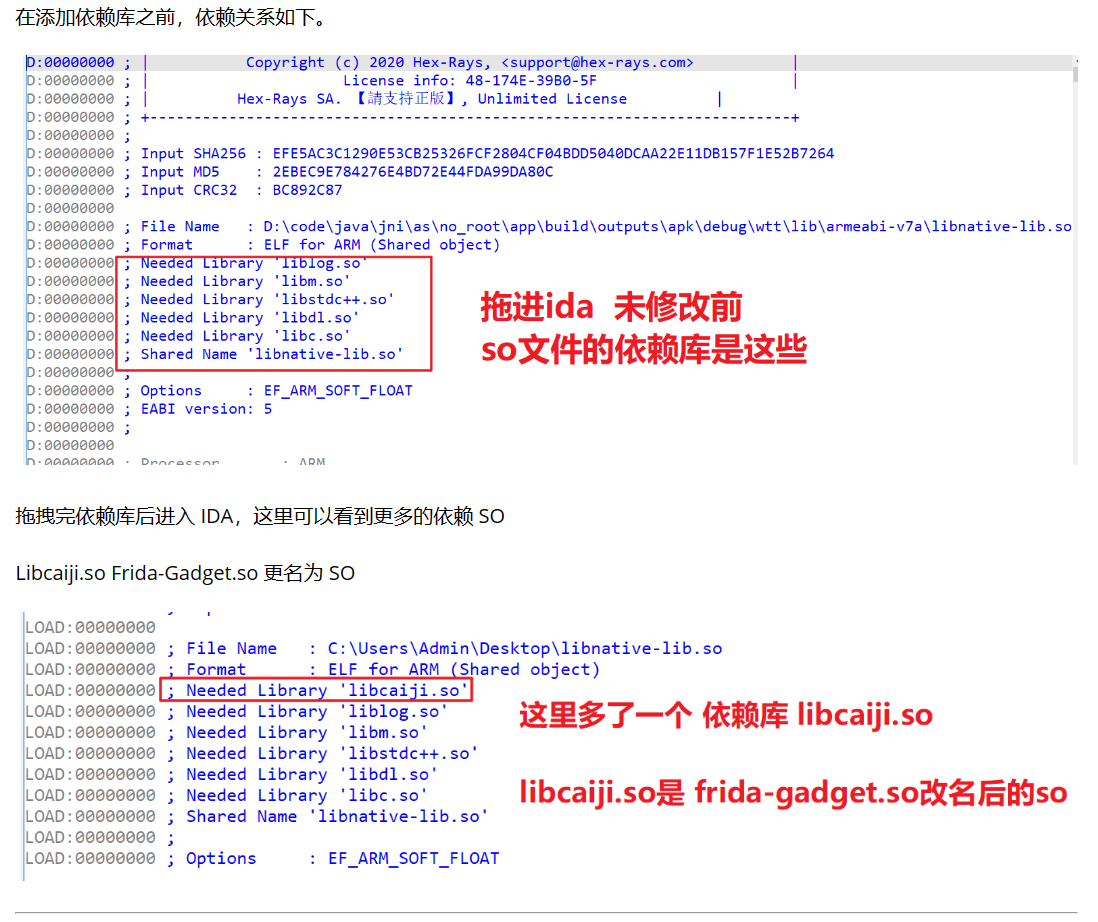 在添加依赖库之前，依赖关系如下。
D:00000000 ; |           Copyright (c) 2020 Hex-Rays, <support@hex-rays.com>           |
D:00000000 ; |                      License info: 48-174E-39B0-5F                      |
D:00000000 ; |          Hex-Rays SA. 【請支持正版】, Unlimited License          |
D:00000000 ; +-------------------------------------------------------------------------+
D:00000000 ;
D:00000000 ; Input SHA256 : EFE5AC3C1290E53CB25326FCF2804CF04BDD5040DCAA22E11DB157F1E52B7264
D:00000000 ; Input MD5    : 2EBEC9E784276E4BD72E44FDA99DA80C
D:00000000 ; Input CRC32  : BC892C87
D:00000000
D:00000000 ; File Name   : D:\code\java\jni\as\no_root\app\build\outputs\apk\debug\wtt\lib\armeabi-v7a\libnative-lib.so
D:00000000 ; Format      : ELF for ARM (Shared object)
D:00000000 ; Needed Library 'liblog.so'
D:00000000 ; Needed Library 'libm.so'
D:00000000 ; Needed Library 'libstdc++.so'
D:00000000 ; Needed Library 'libdl.so'
D:00000000 ; Needed Library 'libc.so'
D:00000000 ; Shared Name 'libnative-lib.so'
D:00000000 ;
D:00000000 ; Options     : EF_ARM_SOFT_FLOAT
D:00000000 ; EABI version: 5
D:00000000 ;
D:00000000
D:00000000 ; Processor       : ARM
拖进ida 未修改前
so文件的依赖库是这些
拖拽完依赖库后进入 IDA，这里可以看到更多的依赖 SO
Libcaiji.so Frida-Gadget.so 更名为 SO
LOAD:00000000
LOAD:00000000 ; File Name   : C:\Users\Admin\Desktop\libnative-lib.so
LOAD:00000000 ; Format      : ELF for ARM (Shared object)
LOAD:00000000 ; Needed Library 'libcaiji.so'
LOAD:00000000 ; Needed Library 'liblog.so'
LOAD:00000000 ; Needed Library 'libm.so'
LOAD:00000000 ; Needed Library 'libstdc++.so'
LOAD:00000000 ; Needed Library 'libdl.so'
LOAD:00000000 ; Needed Library 'libc.so'
LOAD:00000000 ; Shared Name 'libnative-lib.so'
LOAD:00000000 ;
LOAD:00000000 ; Options     : EF_ARM_SOFT_FLOAT
这里多了一个 依赖库 libcaiji.so
libcaiji.so是 frida-gadget.so改名后的so